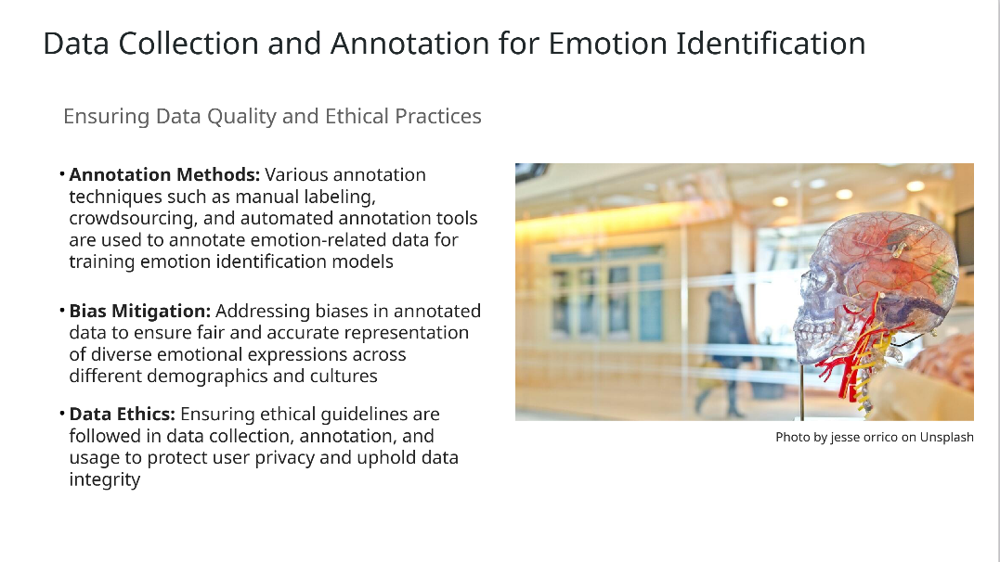 Data Collection and Annotation for Emotion Identification
Ensuring Data Quality and Ethical Practices
• Annotation Methods: Various annotation
techniques such as manual labeling,
crowdsourcing, and automated annotation tools
are used to annotate emotion-related data for
training emotion identification models
• Bias Mitigation: Addressing biases in annotated
data to ensure fair and accurate representation
of diverse emotional expressions across
different demographics and cultures
• Data Ethics: Ensuring ethical guidelines are
followed in data collection, annotation, and
usage to protect user privacy and uphold data
integrity
Photo by jesse orrico on Unsplash